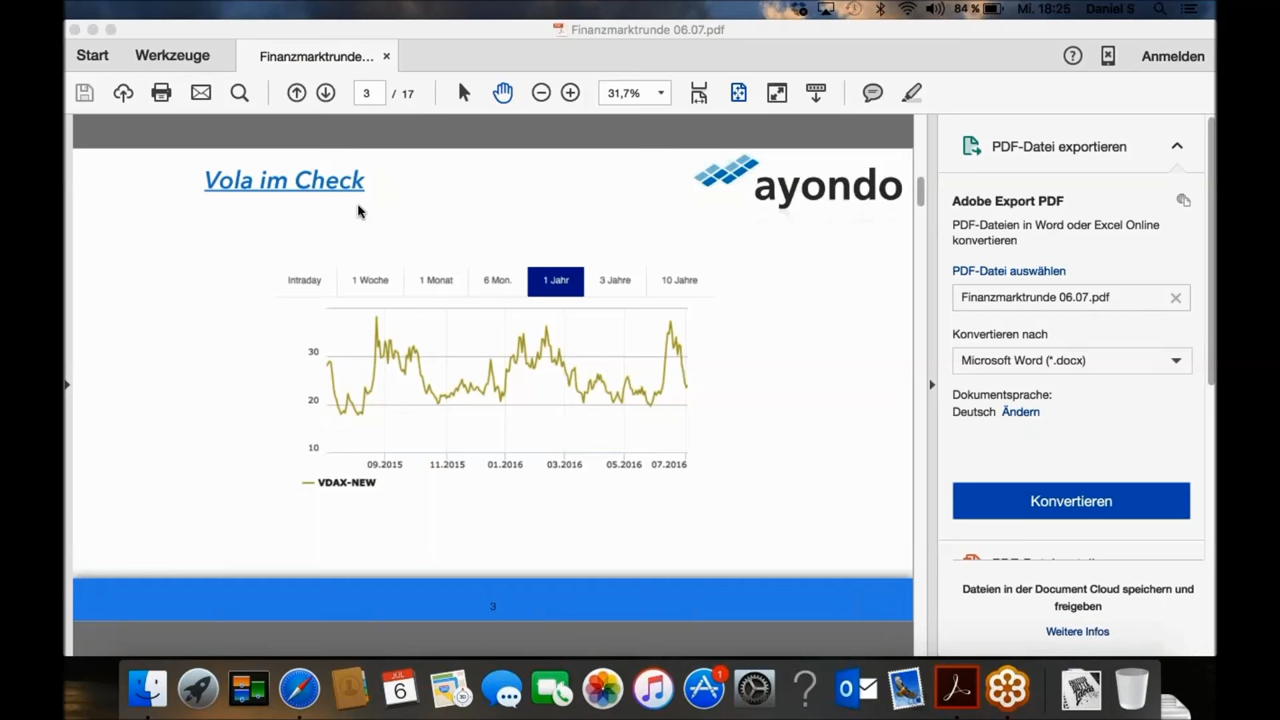 84 % Mi. 18:25 Daniel S
Finanzmarktrunde 06.07.pdf
Start Werkzeuge Finanzmarktrunde... × Anmelden
3 / 17 31,7%
Vola im Check
ayondo
Intraday 1 Woche 1 Monat 6 Mon. 1 Jahr 3 Jahre 10 Jahre
30
20
10
09.2015 11.2015 01.2016 03.2016 05.2016 07.2016
VDAX-NEW
3
PDF-Datei exportieren
Adobe Export PDF
PDF-Dateien in Word oder Excel Online
konvertieren
PDF-Datei auswählen
Finanzmarktrunde 06.07.pdf
Konvertieren nach
Microsoft Word (*.docx)
Dokumentsprache:
Deutsch Ändern
Konvertieren
Dateien in der Document Cloud speichern und
freigeben
Weitere Infos
JUL
6
1